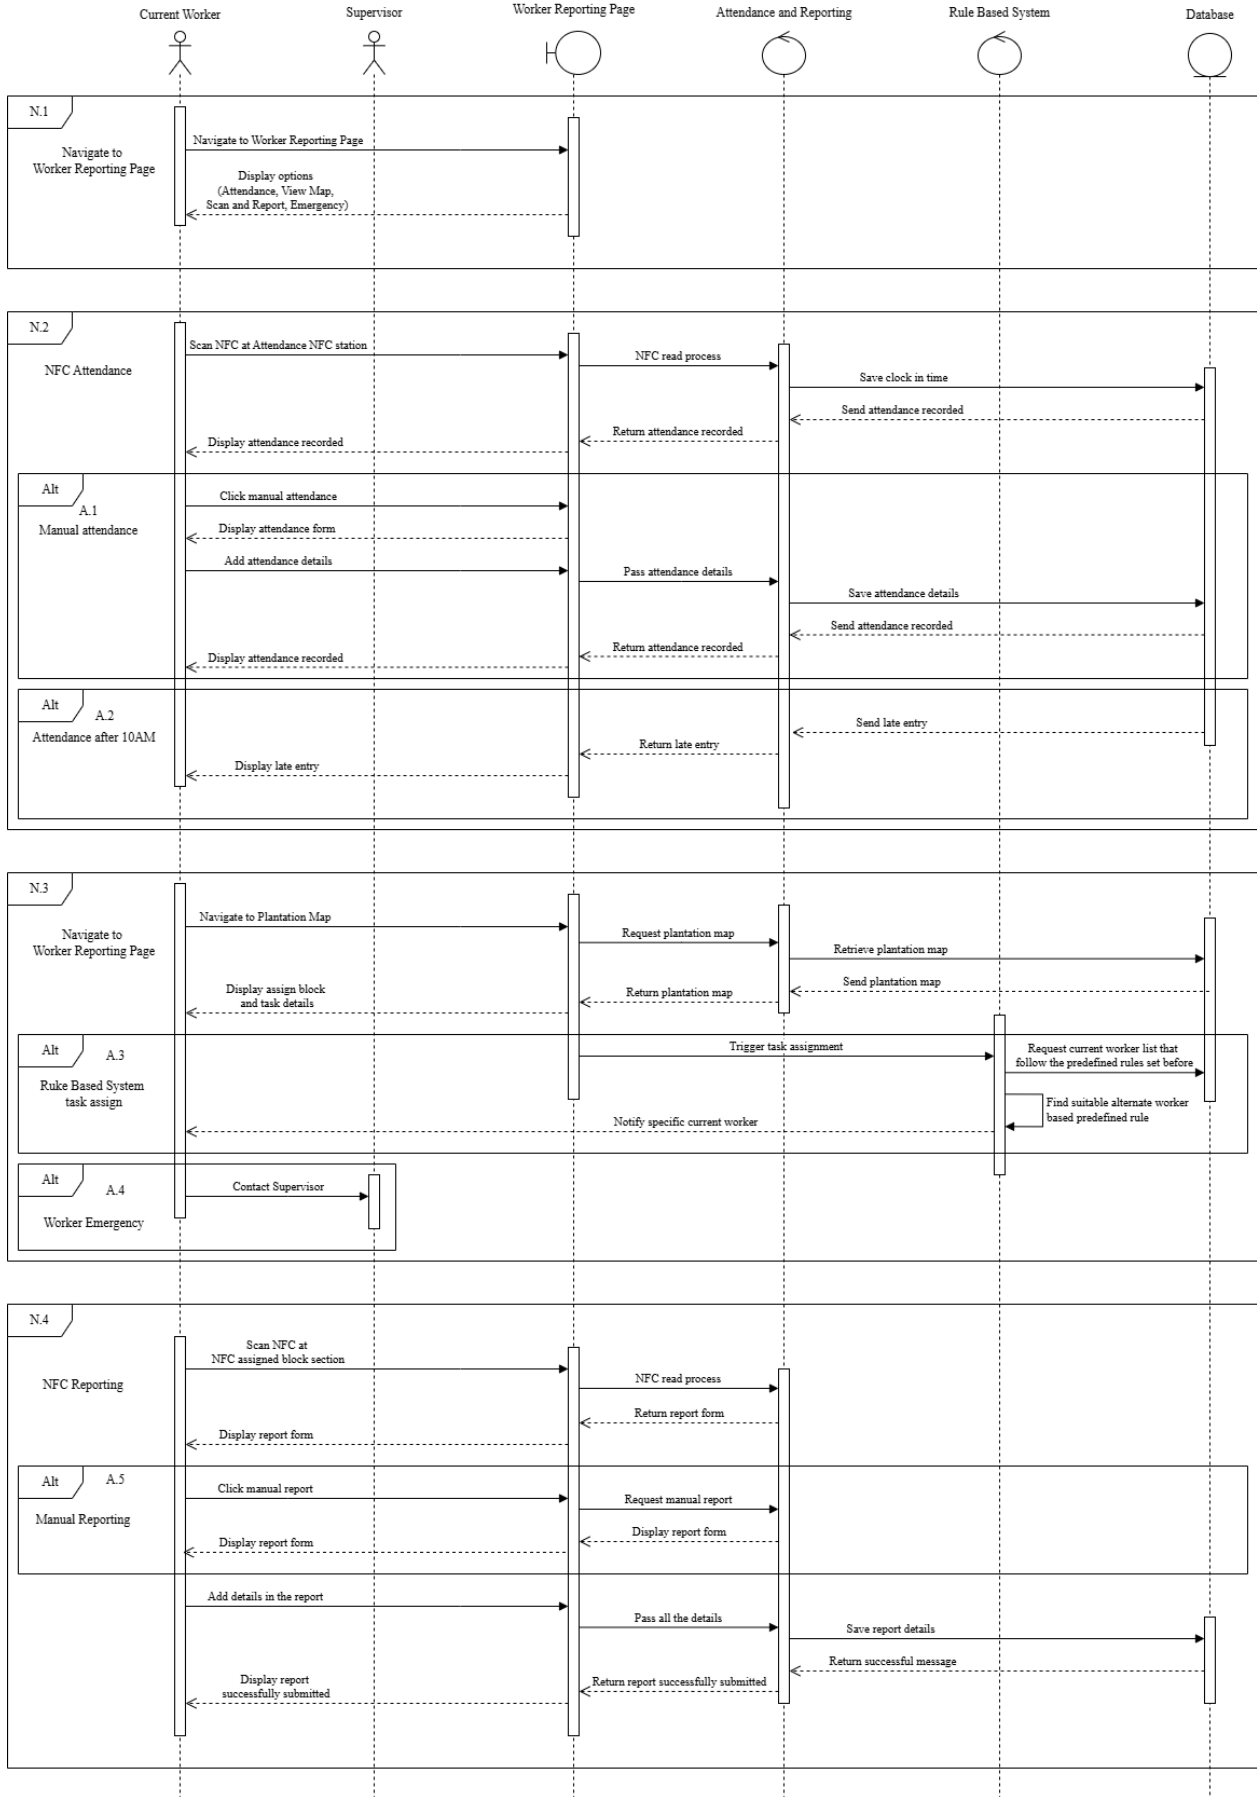 Current Worker
Supervisor
Worker Reporting Page
Attendance and Reporting
Rule Based System
Database
N.1
Navigate to
Worker Reporting Page
Navigate to Worker Reporting Page
Display options
(Attendance, View Map,
Scan and Report, Emergency)
N.2
NFC Attendance
Scan NFC at Attendance NFC station
NFC read process
Save clock in time
Send attendance recorded
Return attendance recorded
Display attendance recorded
Alt
A.1
Manual attendance
Click manual attendance
Display attendance form
Add attendance details
Pass attendance details
Save attendance details
Send attendance recorded
Return attendance recorded
Display attendance recorded
Alt
A.2
Attendance after 10AM
Send late entry
Return late entry
Display late entry
N.3
Navigate to
Worker Reporting Page
Navigate to Plantation Map
Request plantation map
Retrieve plantation map
Send plantation map
Return plantation map
Display assign block
and task details
Alt
A.3
Ruke Based System
task assign
Trigger task assignment
Request current worker list that
follow the predefined rules set before
Find suitable alternate worker
based predefined rule
Notify specific current worker
Alt
A.4
Worker Emergency
Contact Supervisor
N.4
NFC Reporting
Scan NFC at
NFC assigned block section
NFC read process
Return report form
Display report form
Alt
A.5
Manual Reporting
Click manual report
Request manual report
Display report form
Display report form
Add details in the report
Pass all the details
Save report details
Return successful message
Return report successfully submitted
Display report
successfully submitted